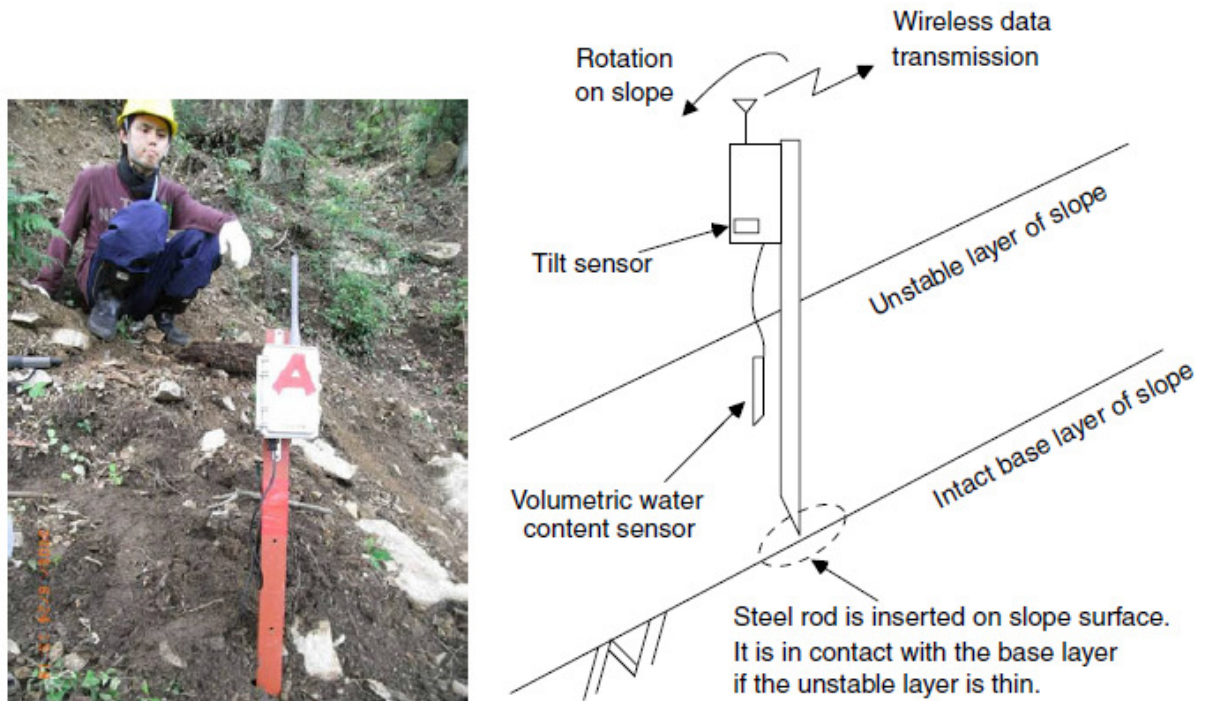 Wireless data
transmission
Rotation
on slope
Tilt sensor
Unstable layer of slope
Volumetric water
content sensor
Intact base layer of slope
Steel rod is inserted on slope surface.
It is in contact with the base layer
if the unstable layer is thin.
A